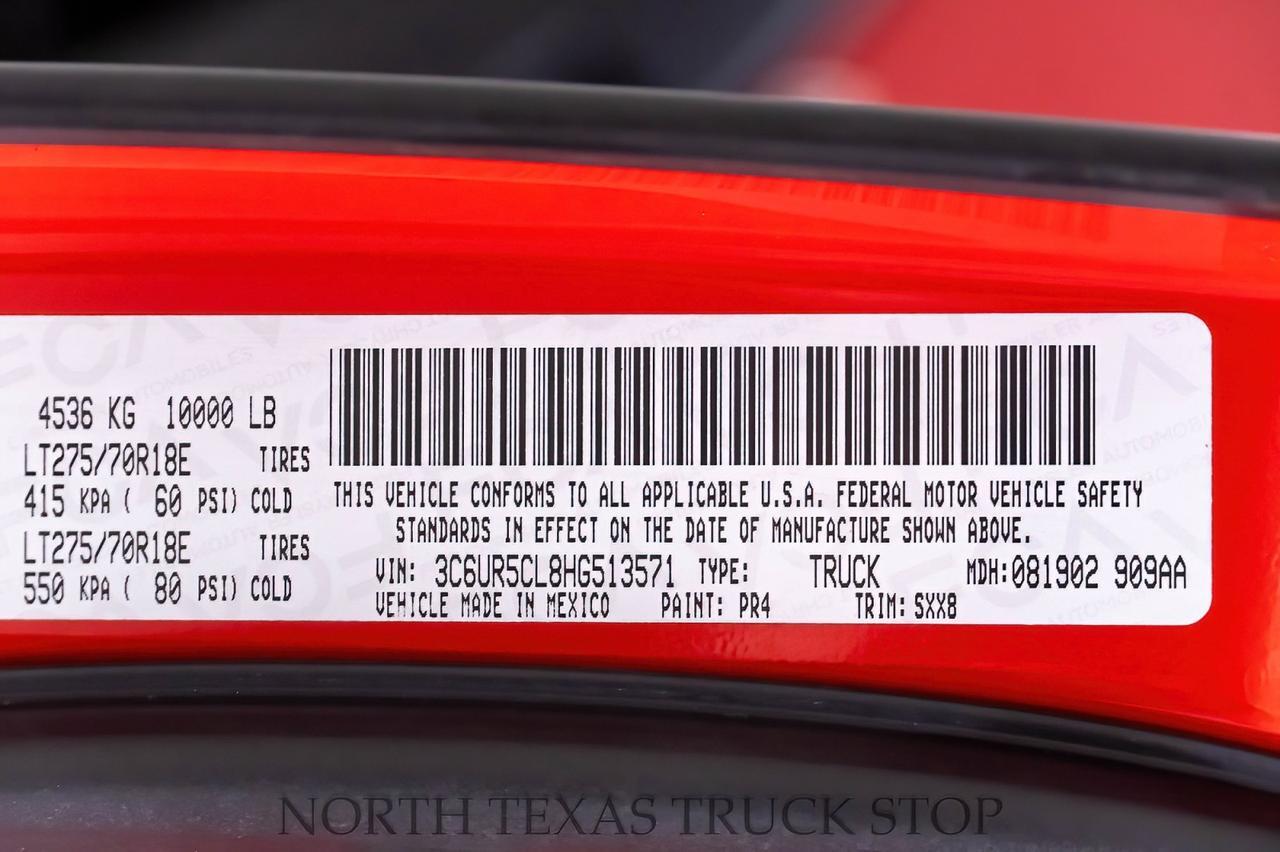 4536 KG 10000 LB
LT275/70R18E TIRES
415 KPA ( 60 PSI) COLD
LT275/70R18E TIRES
550 KPA ( 80 PSI) COLD
THIS VEHICLE CONFORMS TO ALL APPLICABLE U.S.A. FEDERAL MOTOR VEHICLE SAFETY
STANDARDS IN EFFECT ON THE DATE OF MANUFACTURE SHOWN ABOVE.
VIN: 3C6UR5CL8HG513571 TYPE: TRUCK MDH:081902 909AA
VEHICLE MADE IN MEXICO PAINT: PR4 TRIM:SXX8
NORTH TEXAS TRUCK STOP